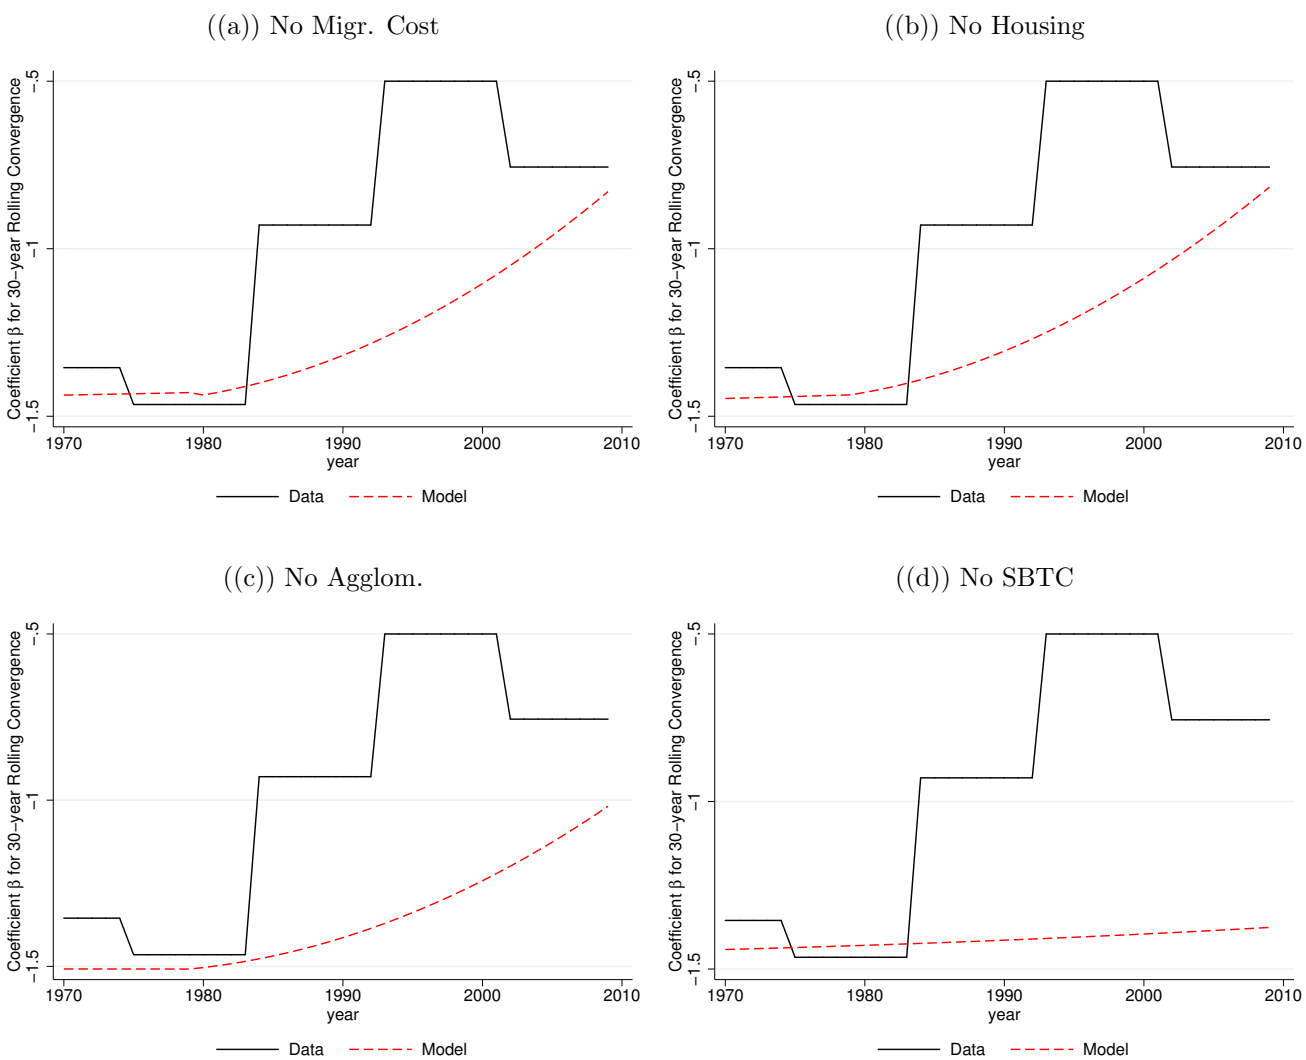 ((a)) No Migr. Cost
Coefficient β for 30−year Rolling Convergence
−.5
−1
−1.5
1970 1980 1990 2000 2010
year
Data Model
((b)) No Housing
Coefficient β for 30−year Rolling Convergence
−.5
−1
−1.5
1970 1980 1990 2000 2010
year
Data Model
((c)) No Agglom.
Coefficient β for 30−year Rolling Convergence
−.5
−1
−1.5
1970 1980 1990 2000 2010
year
Data Model
((d)) No SBTC
Coefficient β for 30−year Rolling Convergence
−.5
−1
−1.5
1970 1980 1990 2000 2010
year
Data Model